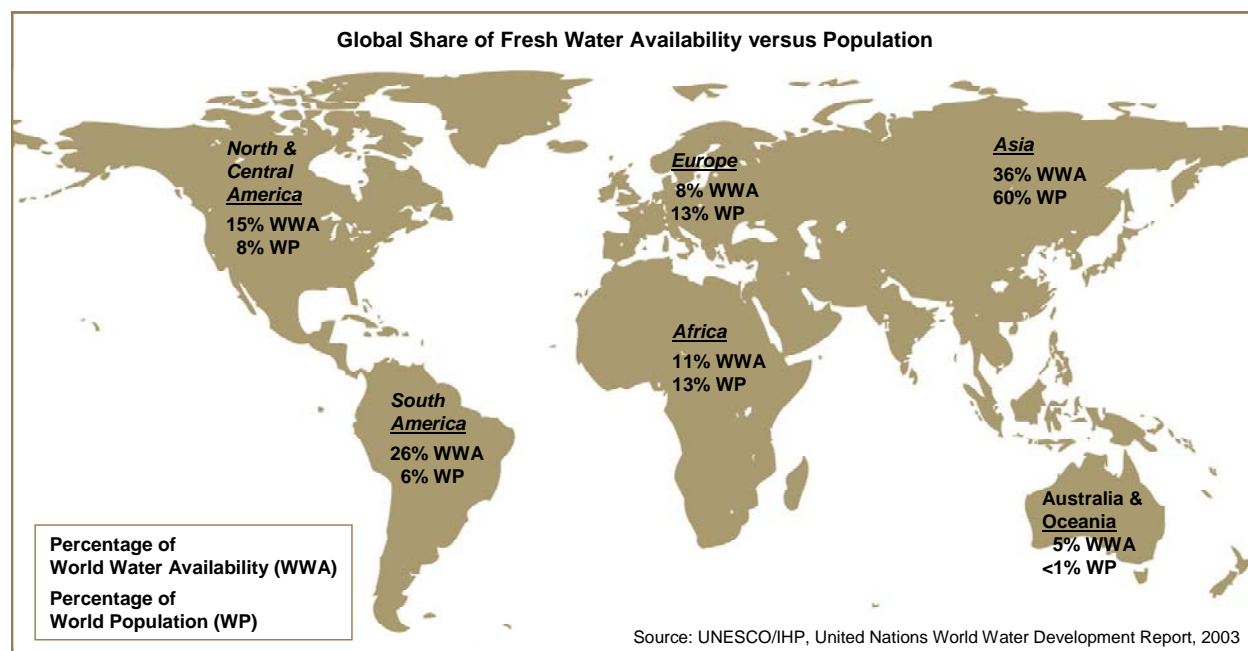 Global Share of Fresh Water Availability versus Population
North &
Central
America
15% WWA
8% WP
Europe
8% WWA
13% WP
Asia
36% WWA
60% WP
Africa
11% WWA
13% WP
South
America
26% WWA
6% WP
Australia &
Oceania
5% WWA
<1% WP
Percentage of
World Water Availability (WWA)
Percentage of
World Population (WP)
Source: UNESCO/IHP, United Nations World Water Development Report, 2003